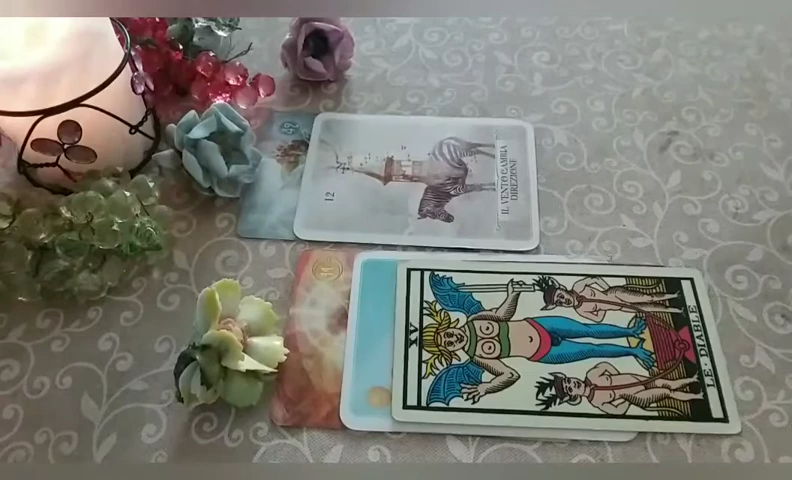 12
IL VENTO CAMBIA
DIREZIONE
XV
LE · DIABLE